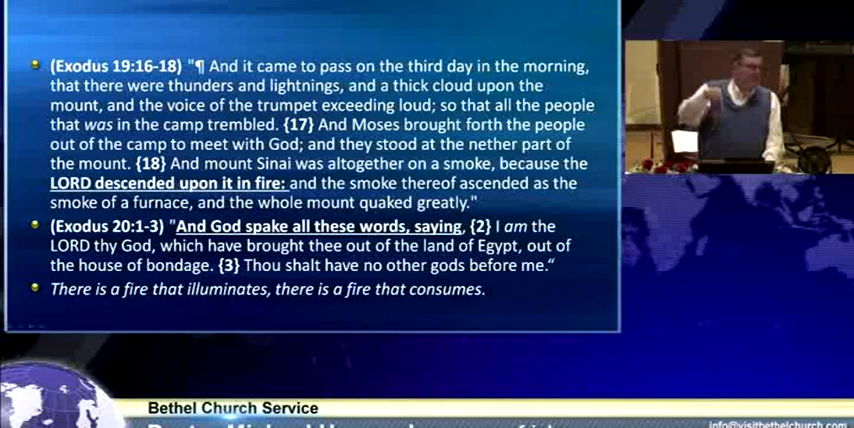 (Exodus 19:16-18) "¶ And it came to pass on the third day in the morning,
that there were thunders and lightnings, and a thick cloud upon the
mount, and the voice of the trumpet exceeding loud; so that all the people
that was in the camp trembled. {17} And Moses brought forth the people
out of the camp to meet with God; and they stood at the nether part of
the mount. {18} And mount Sinai was altogether on a smoke, because the
LORD descended upon it in fire: and the smoke thereof ascended as the
smoke of a furnace, and the whole mount quaked greatly."
(Exodus 20:1-3) "And God spake all these words, saying, {2} I am the
LORD thy God, which have brought thee out of the land of Egypt, out of
the house of bondage. {3} Thou shalt have no other gods before me.“
There is a fire that illuminates, there is a fire that consumes.
Bethel Church Service
info@visitbethelchurch.com